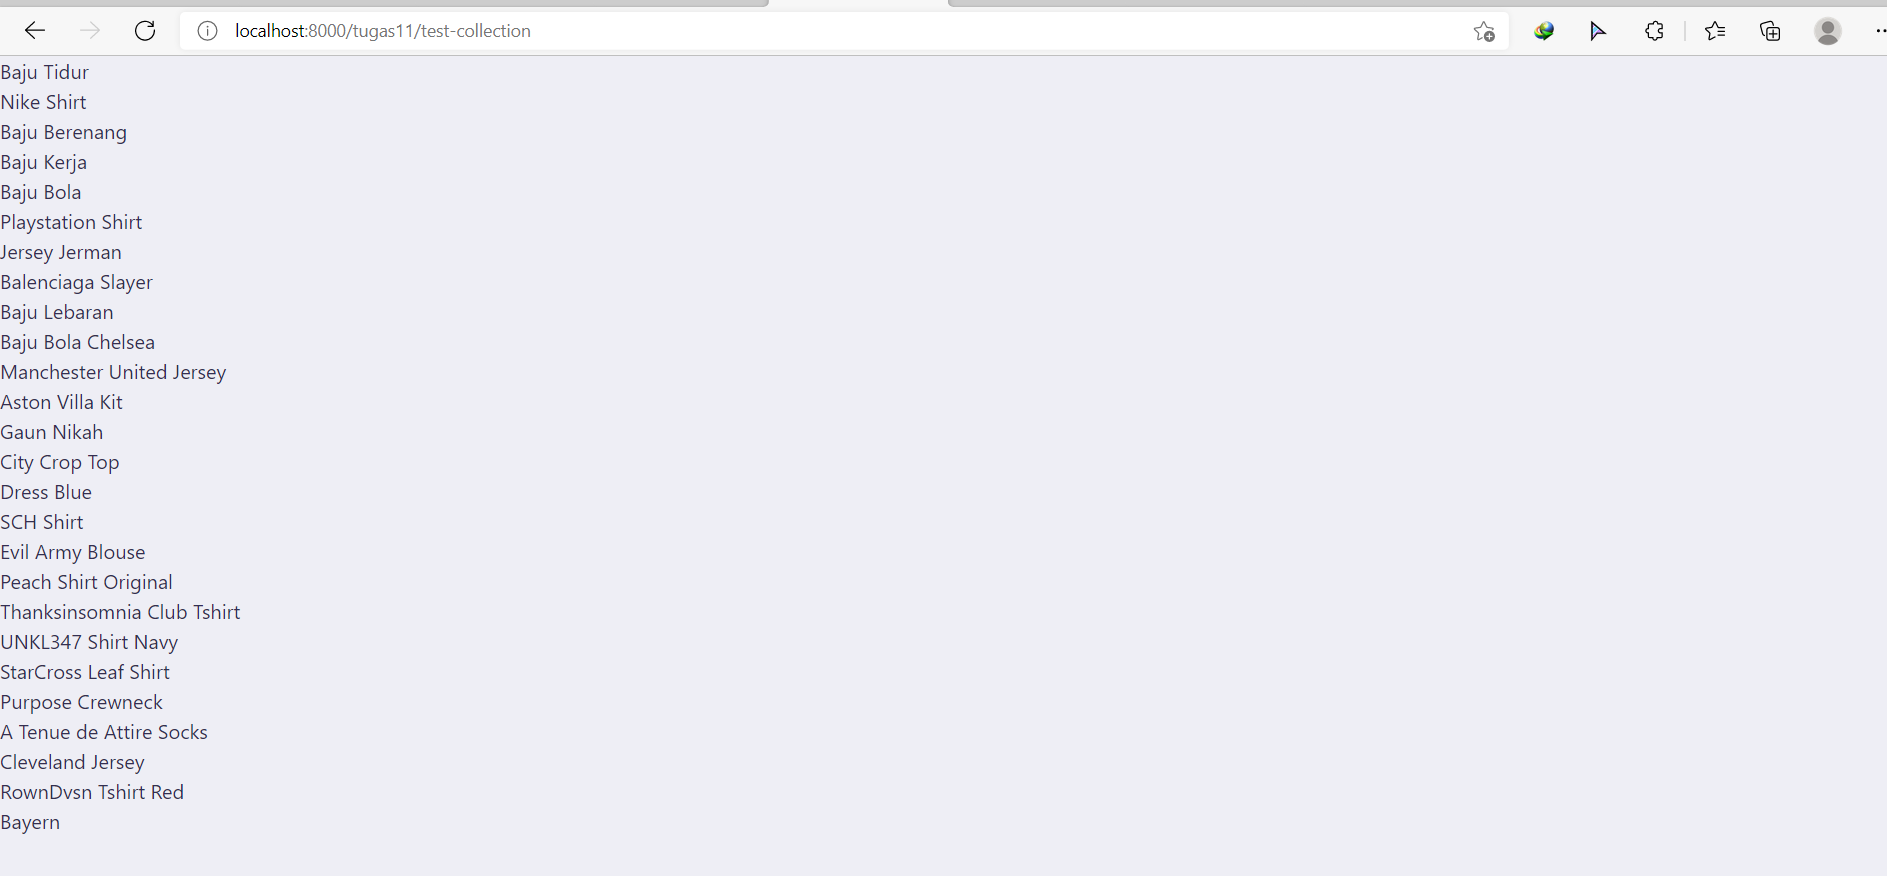 localhost:8000/tugas11/test-collection
Baju Tidur
Nike Shirt
Baju Berenang
Baju Kerja
Baju Bola
Playstation Shirt
Jersey Jerman
Balenciaga Slayer
Baju Lebaran
Baju Bola Chelsea
Manchester United Jersey
Aston Villa Kit
Gaun Nikah
City Crop Top
Dress Blue
SCH Shirt
Evil Army Blouse
Peach Shirt Original
Thanksinsomnia Club Tshirt
UNKL347 Shirt Navy
StarCross Leaf Shirt
Purpose Crewneck
A Tenue de Attire Socks
Cleveland Jersey
RownDvsn Tshirt Red
Bayern